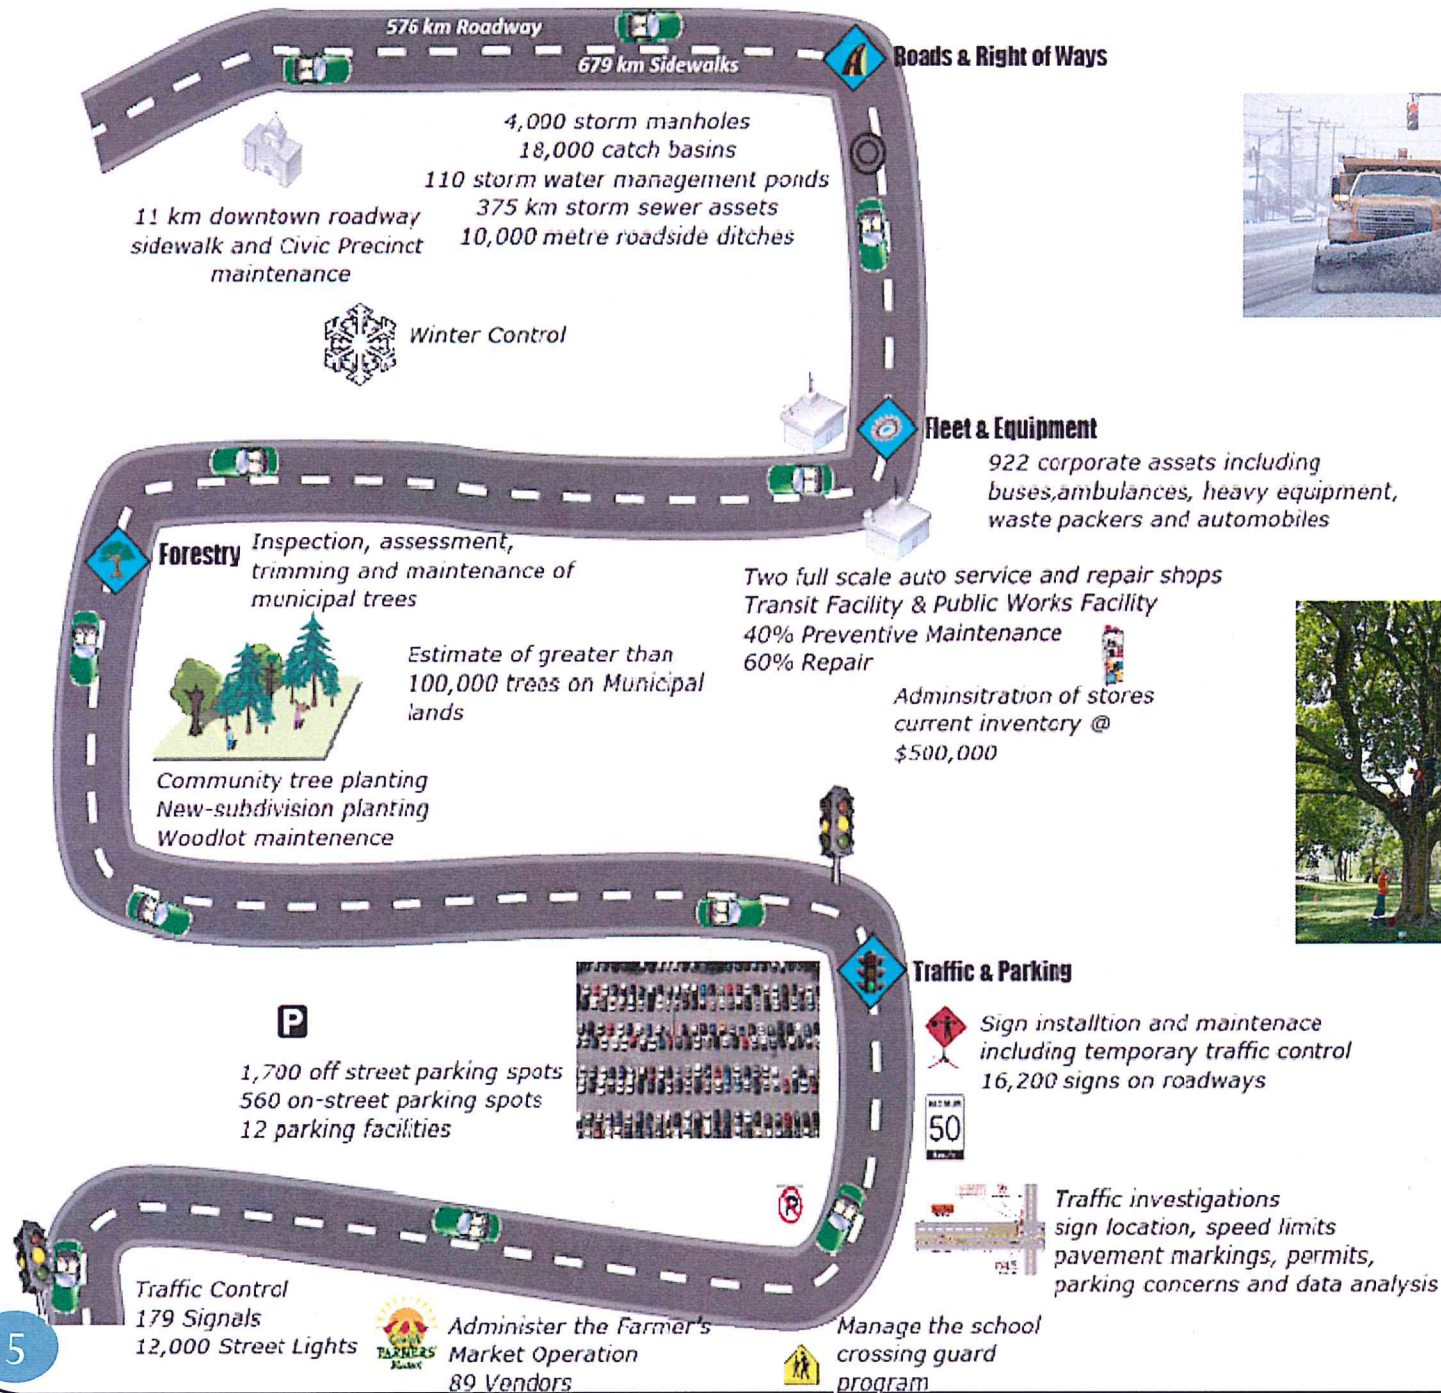 576 km Roadway
679 km Sidewalks
Roads & Right of Ways
4,000 storm manholes
18,000 catch basins
110 storm water management ponds
375 km storm sewer assets
10,000 metre roadside ditches
11 km downtown roadway
sidewalk and Civic Precinct
maintenance
Winter Control
Fleet & Equipment
922 corporate assets including
buses,ambulances, heavy equipment,
waste packers and automobiles
Forestry
Inspection, assessment,
trimming and maintenance of
municipal trees
Two full scale auto service and repair shops
Transit Facility & Public Works Facility
40% Preventive Maintenance
60% Repair
Estimate of greater than
100,000 trees on Municipal
lands
Adminsitration of stores
current inventory @
$500,000
Community tree planting
New-subdivision planting
Woodlot maintenence
Traffic & Parking
P
Sign installtion and maintenace
including temporary traffic control
16,200 signs on roadways
1,700 off street parking spots
560 on-street parking spots
12 parking facilities
MAXIMUM
50
km/h
P
Traffic investigations
sign location, speed limits
pavement markings, permits,
parking concerns and data analysis
Traffic Control
179 Signals
12,000 Street Lights
FARMERS'
Market
Administer the Farmer's
Market Operation
89 Vendors
Manage the school
crossing guard
program
5